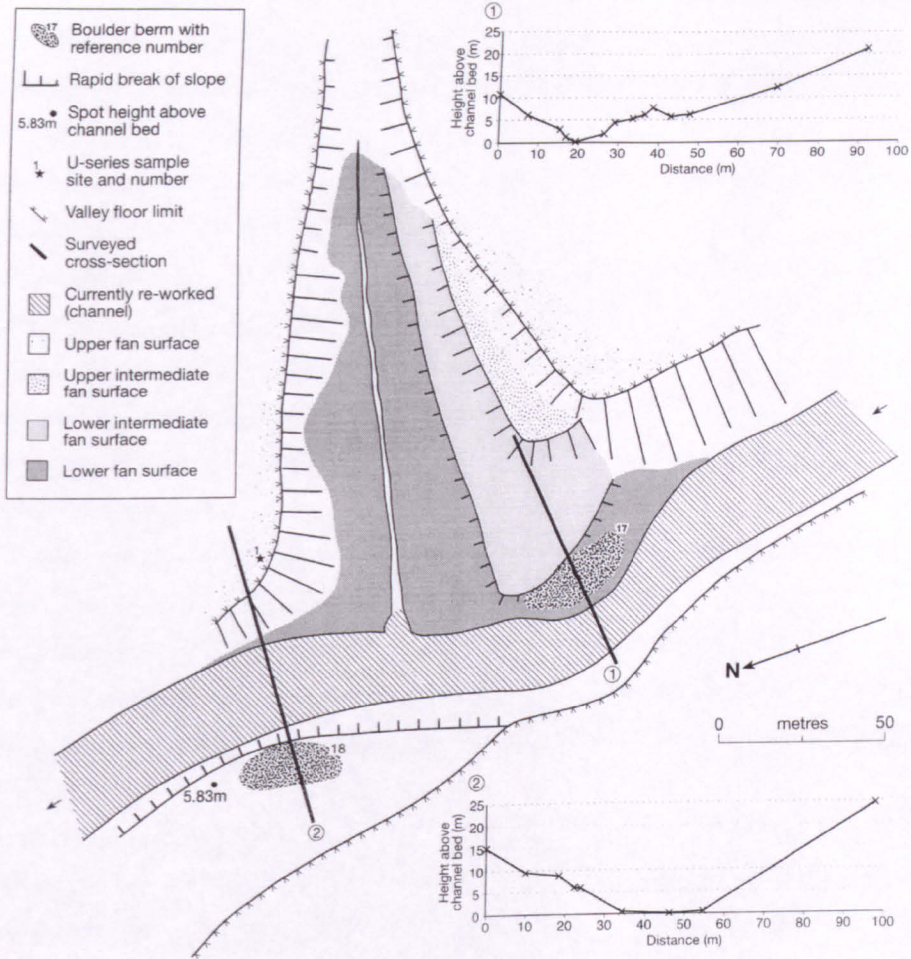 17
Boulder berm with
reference number
Rapid break of slope
5.83m
Spot height above
channel bed
1
U-series sample
site and number
Valley floor limit
Surveyed
cross-section
Currently re-worked
(channel)
Upper fan surface
Upper intermediate
fan surface
Lower intermediate
fan surface
Lower fan surface
①
Height above
channel bed (m)
25
20
15
10
5
0
0 10 20 30 40 50 60 70 80 90 100
Distance (m)
17
1
①
N
0 metres 50
18
5.83m
②
②
Height above
channel bed (m)
25
20
15
10
5
0
0 10 20 30 40 50 60 70 80 90 100
Distance (m)